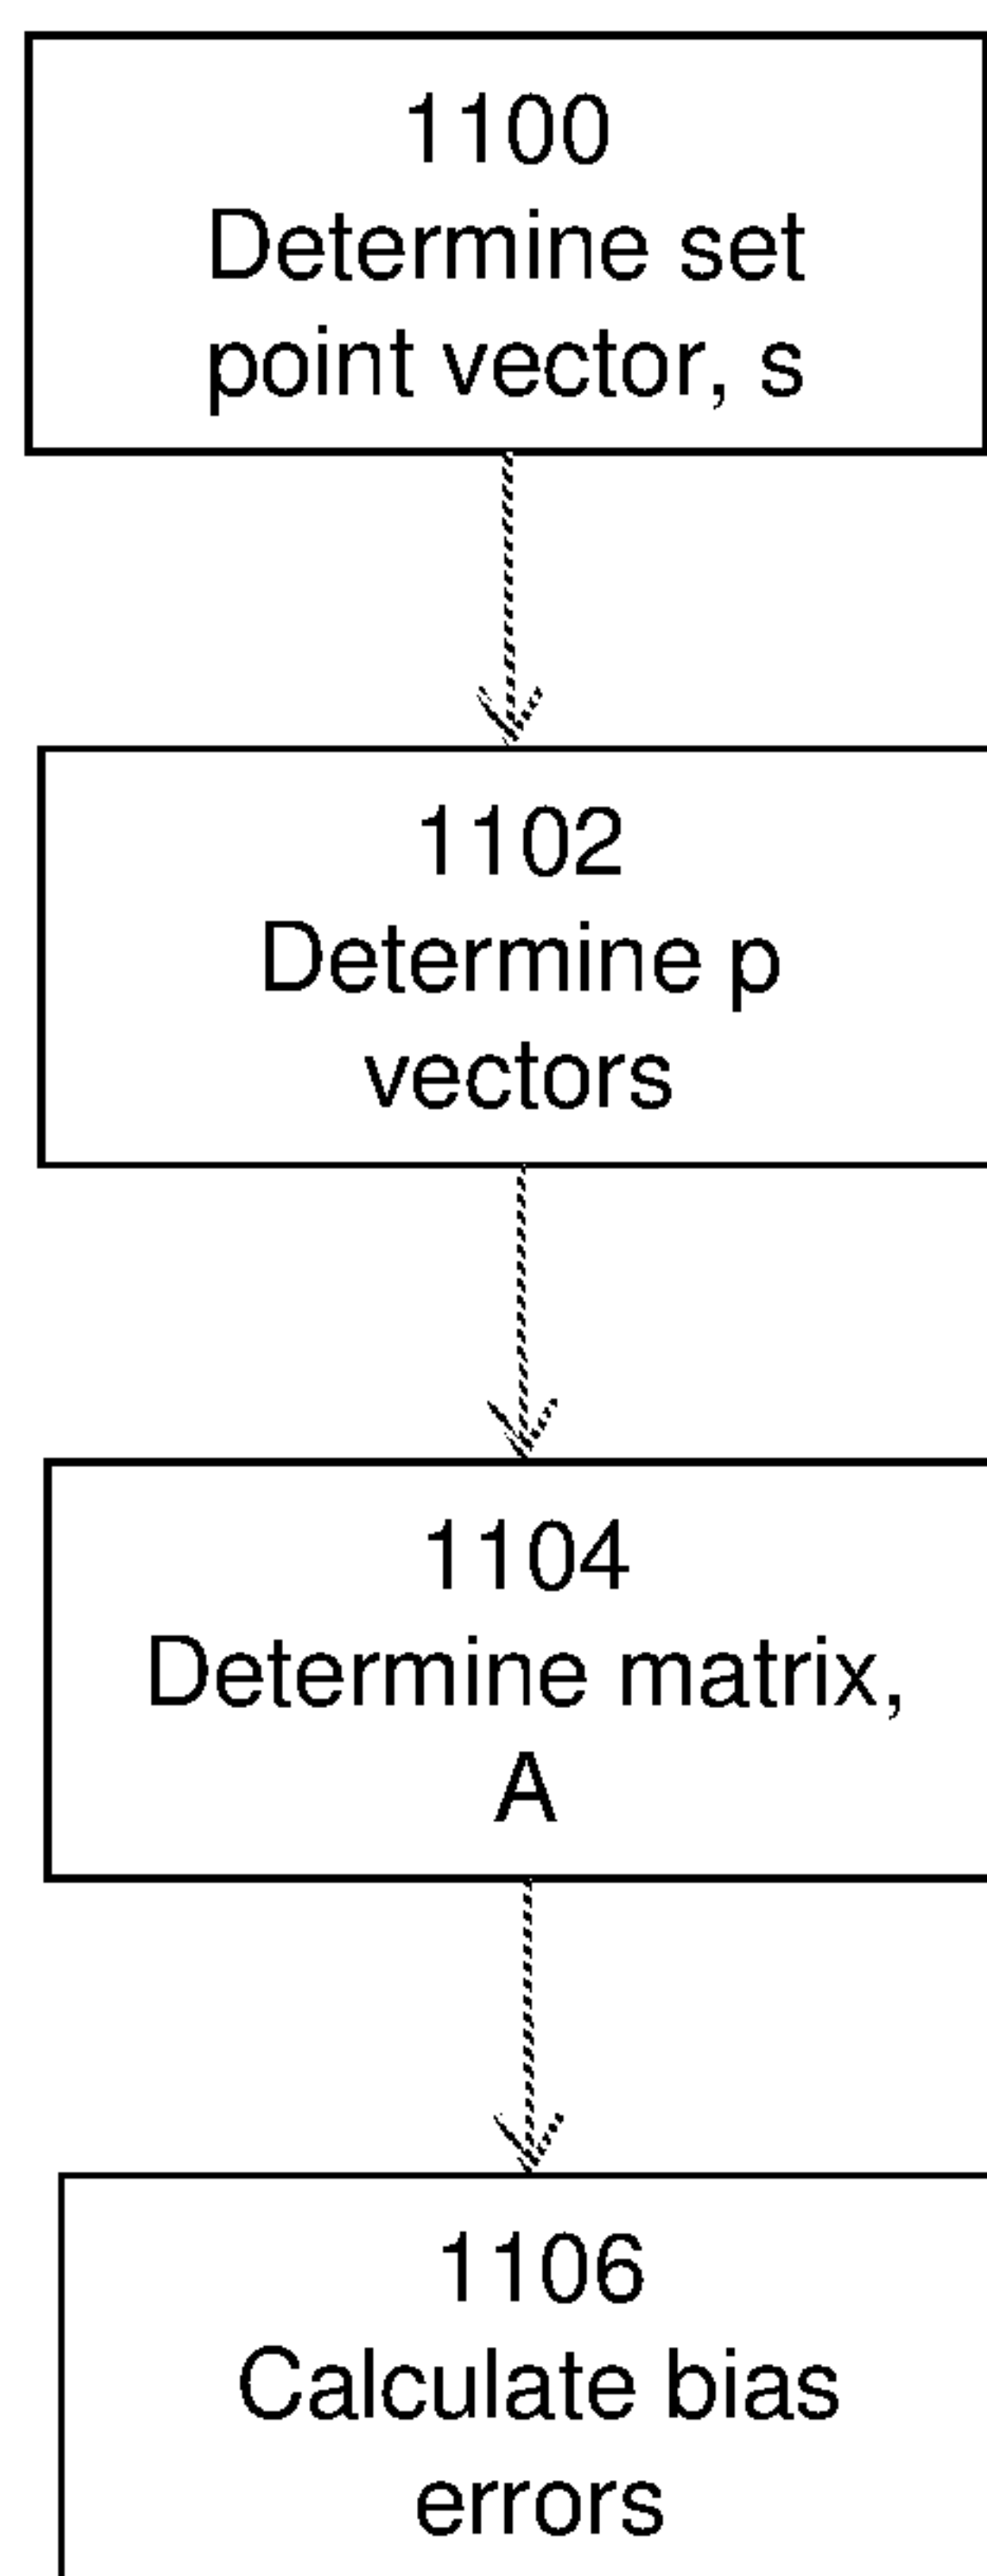 1100
Determine set
point vector, s
1102
Determine p
vectors
1104
Determine matrix,
A
1106
Calculate bias
errors